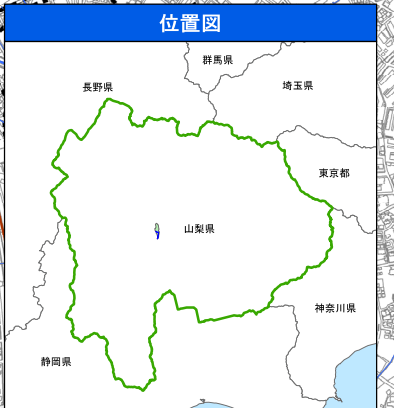 位置図
群馬県
長野県
埼玉県
東京都
山梨県
神奈川県
静岡県